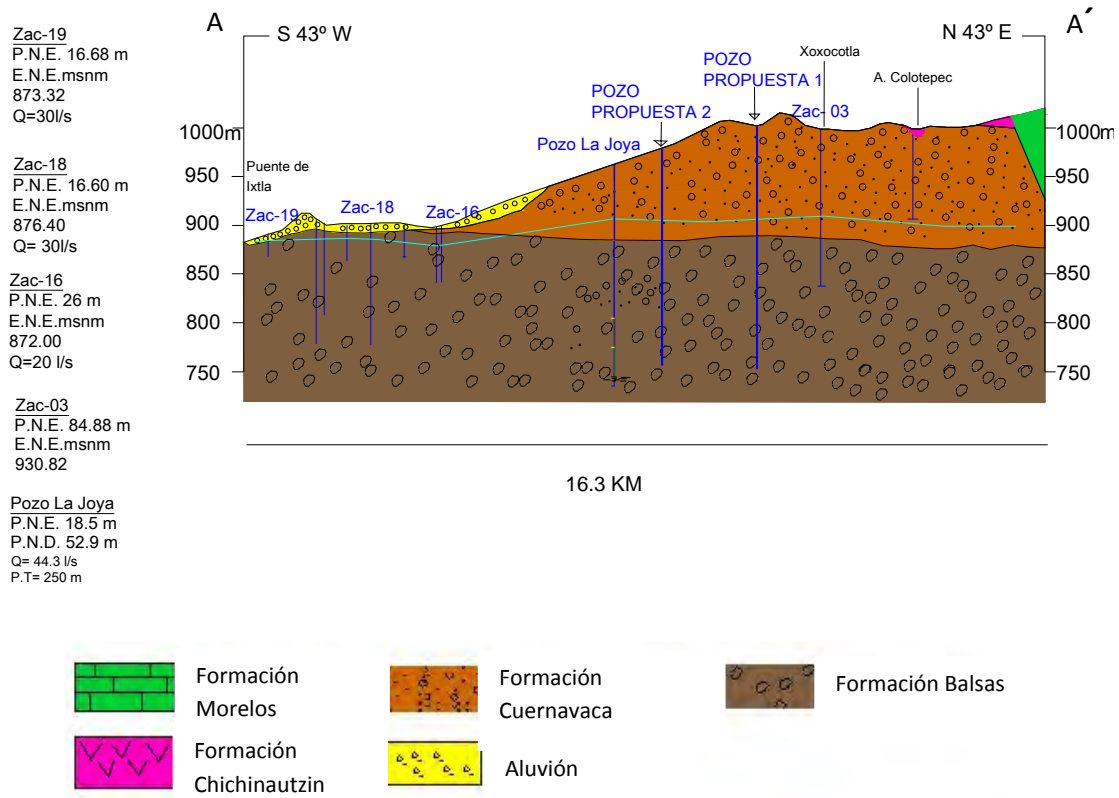 Zac-19
P.N.E. 16.68 m
E.N.E.msnm
873.32
Q=30l/s
Zac-18
P.N.E. 16.60 m
E.N.E.msnm
876.40
Q= 30l/s
Zac-16
P.N.E. 26 m
E.N.E.msnm
872.00
Q=20 l/s
Zac-03
P.N.E. 84.88 m
E.N.E.msnm
930.82
Pozo La Joya
P.N.E. 18.5 m
P.N.D. 52.9 m
Q= 44.3 l/s
P.T= 250 m
A
A´
S 43º W
N 43º E
POZO
PROPUESTA 1
POZO
PROPUESTA 2
Xoxocotla
A. Colotepec
Zac- 03
Pozo La Joya
Puente de
Ixtla
Zac-19
Zac-18
Zac-16
1000m
950
900
850
800
750
1000m
950
900
850
800
750
16.3 KM
Formación
Morelos
Formación
Cuernavaca
Formación Balsas
Formación
Chichinautzin
Aluvión